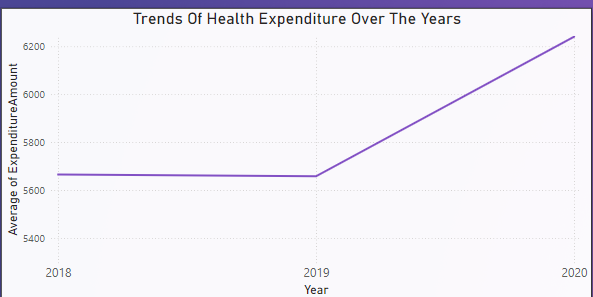 Trends Of Health Expenditure Over The Years
Average of ExpenditureAmount
6200
6000
5800
5600
5400
2018 2019 2020
Year